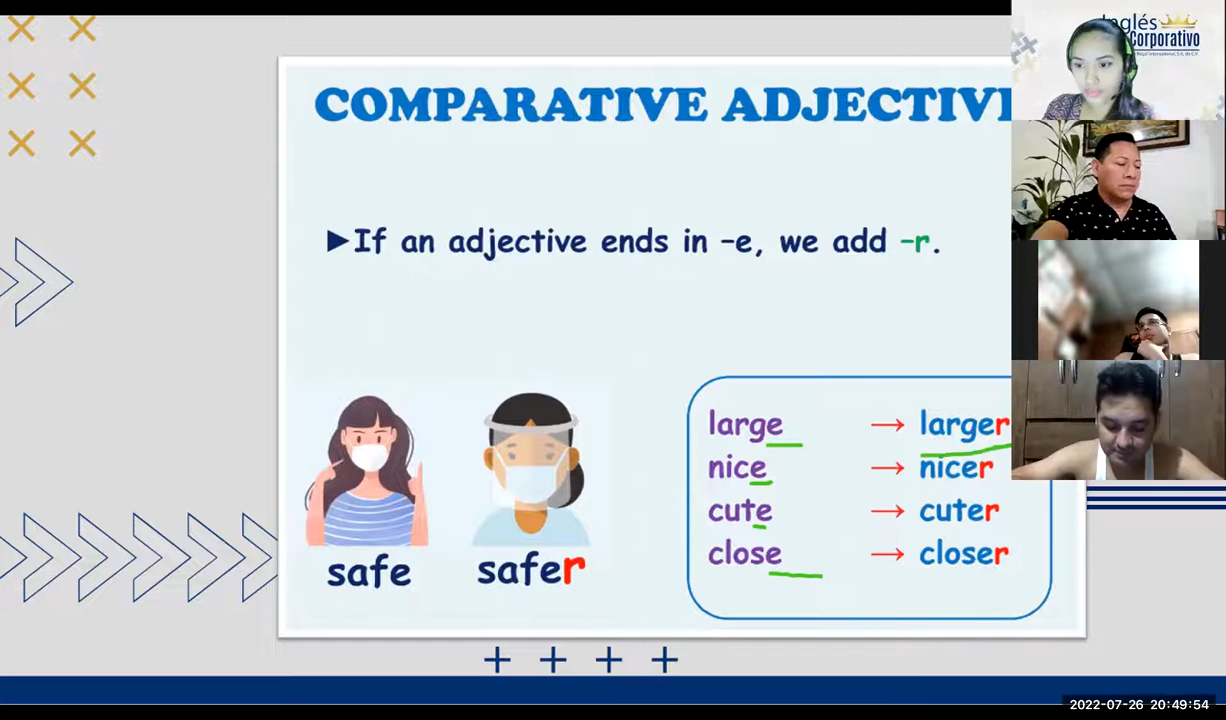 Inglés
Corporativo
COMPARATIVE ADJECTIV
►If an adjective ends in –e, we add –r.
large → larger
nice → nicer
cute → cuter
close → closer
safe safer
2022-07-26 20:49:54